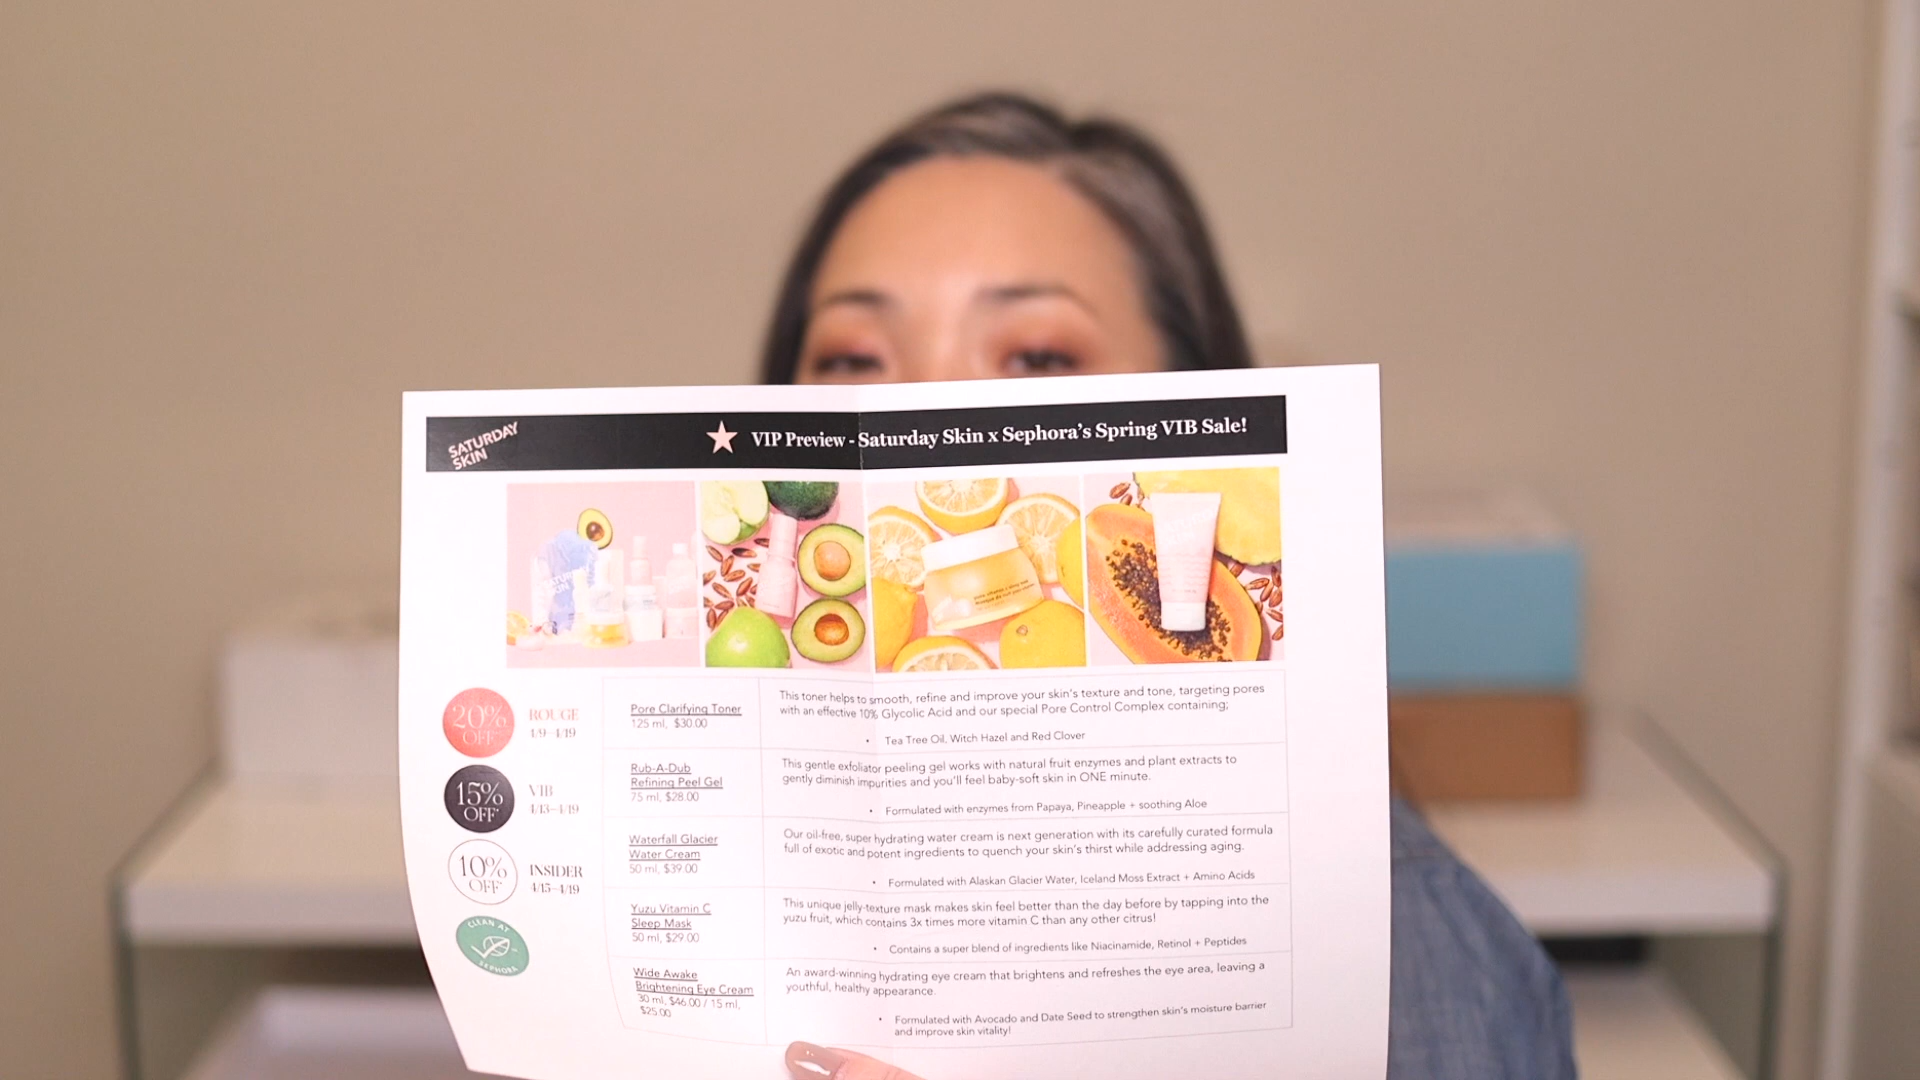 SATURDAY
SKIN
VIP Preview - Saturday Skin x Sephora's Spring VIB Sale!
20%
OFF*
ROUGE
4/9–4/19
15%
OFF*
VIB
4/13–4/19
10%
OFF*
INSIDER
4/15–4/19
CLEAN AT
SEPHORA
Pore Clarifying Toner
125 ml, $30.00
This toner helps to smooth, refine and improve your skin's texture and tone, targeting pores
with an effective 10% Glycolic Acid and our special Pore Control Complex containing;
• Tea Tree Oil, Witch Hazel and Red Clover
Rub-A-Dub
Refining Peel Gel
75 ml, $28.00
This gentle exfoliator peeling gel works with natural fruit enzymes and plant extracts to
gently diminish impurities and you'll feel baby-soft skin in ONE minute.
• Formulated with enzymes from Papaya, Pineapple + soothing Aloe
Waterfall Glacier
Water Cream
50 ml, $39.00
Our oil-free, super hydrating water cream is next generation with its carefully curated formula
full of exotic and potent ingredients to quench your skin's thirst while addressing aging.
• Formulated with Alaskan Glacier Water, Iceland Moss Extract + Amino Acids
Yuzu Vitamin C
Sleep Mask
50 ml, $29.00
This unique jelly-texture mask makes skin feel better than the day before by tapping into the
yuzu fruit, which contains 3x times more vitamin C than any other citrus!
• Contains a super blend of ingredients like Niacinamide, Retinol + Peptides
Wide Awake
Brightening Eye Cream
30 ml, $46.00 / 15 ml,
$25.00
An award-winning hydrating eye cream that brightens and refreshes the eye area, leaving a
youthful, healthy appearance.
• Formulated with Avocado and Date Seed to strengthen skin's moisture barrier
and improve skin vitality!